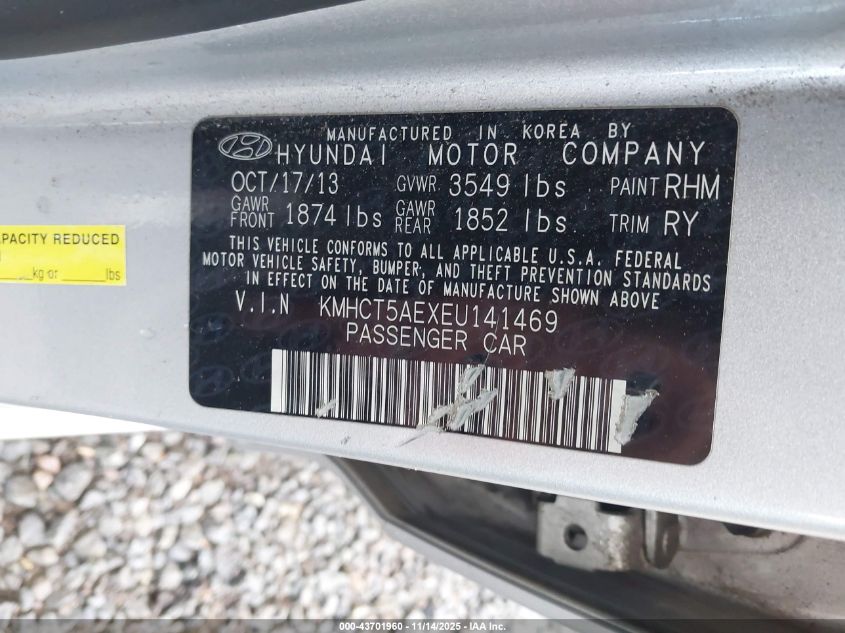 MANUFACTURED IN KOREA BY
HYUNDAI MOTOR COMPANY
OCT/17/13 GVWR 3549 lbs PAINT RHM
GAWR FRONT 1874 lbs GAWR REAR 1852 lbs TRIM RY
THIS VEHICLE CONFORMS TO ALL APPLICABLE U.S.A. FEDERAL
MOTOR VEHICLE SAFETY, BUMPER, AND THEFT PREVENTION STANDARDS
IN EFFECT ON THE DATE OF MANUFACTURE SHOWN ABOVE
V.I.N KMHCT5AEXEU141469
PASSENGER CAR
REDUCED
kg or lbs
000-43701960 - 11/14/2025 - IAA Inc.